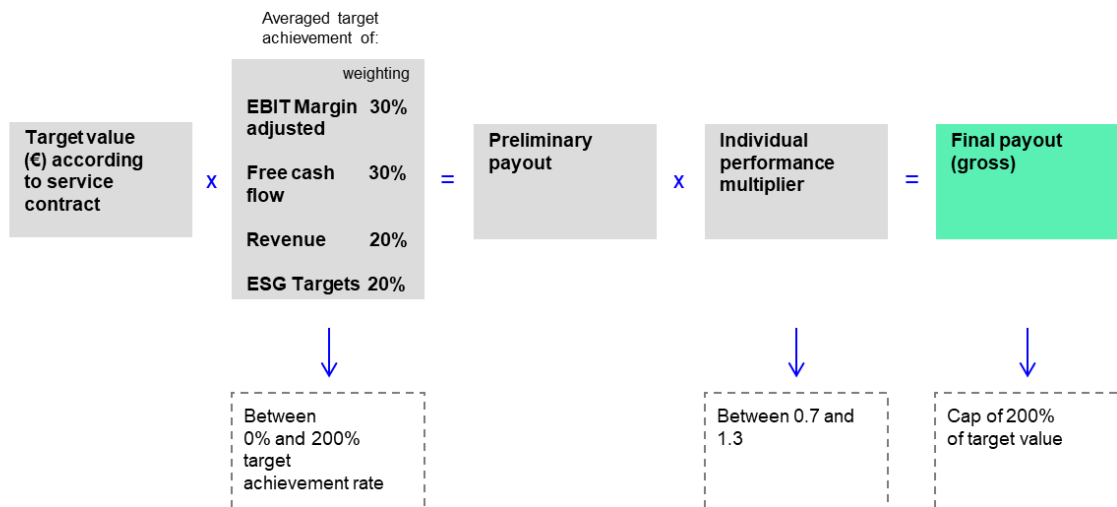 Averaged target
achievement of:
weighting
EBIT Margin 30%
adjusted
Free cash 30%
flow
Revenue 20%
ESG Targets 20%
Target value
(€) according
to service
contract
x
=
Preliminary
payout
x
Individual
performance
multiplier
=
Final payout
(gross)
Between
0% and 200%
target
achievement rate
Between 0.7 and
1.3
Cap of 200%
of target value